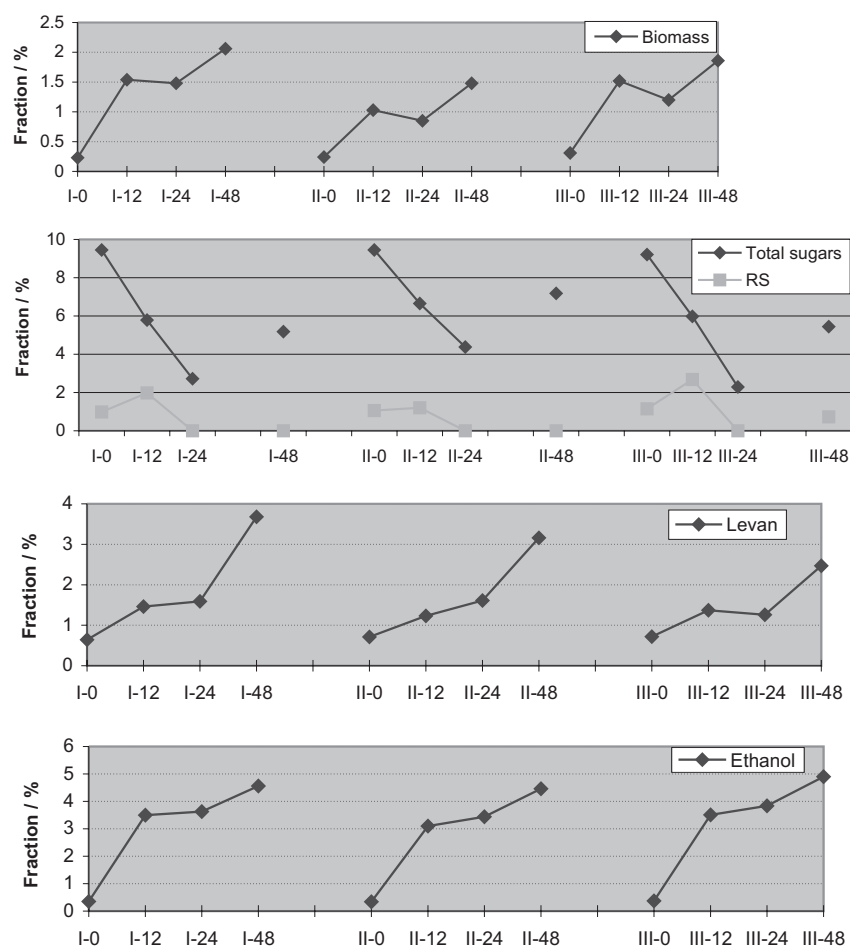 2.5
Biomass
2
1.5
1
0.5
0
Fraction / %
I-0 I-12 I-24 I-48 II-0 II-12 II-24 II-48 III-0 III-12 III-24 III-48
10
Total sugars
RS
8
6
4
2
0
Fraction / %
I-0 I-12 I-24 I-48 II-0 II-12 II-24 II-48 III-0 III-12 III-24 III-48
4
Levan
3
2
1
0
Fraction / %
I-0 I-12 I-24 I-48 II-0 II-12 II-24 II-48 III-0 III-12 III-24 III-48
6
Ethanol
5
4
3
2
1
0
Fraction / %
I-0 I-12 I-24 I-48 II-0 II-12 II-24 II-48 III-0 III-12 III-24 III-48